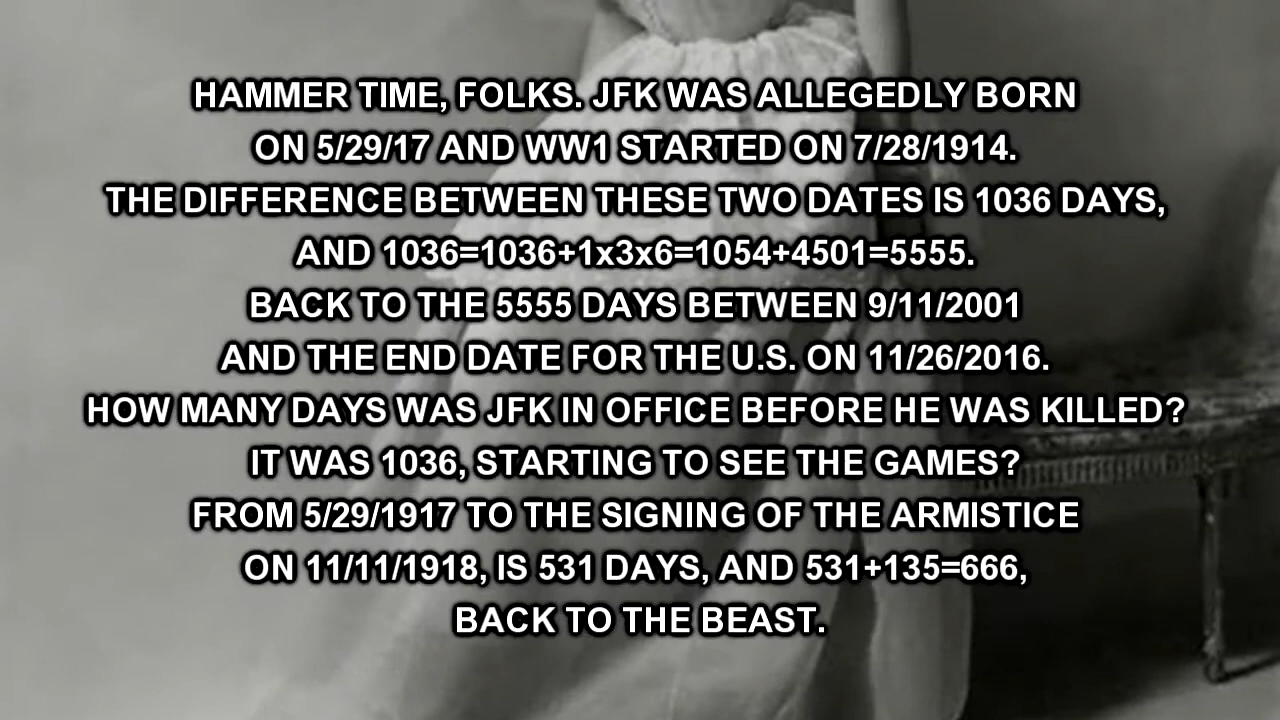 HAMMER TIME, FOLKS. JFK WAS ALLEGEDLY BORN
ON 5/29/17 AND WW1 STARTED ON 7/28/1914.
THE DIFFERENCE BETWEEN THESE TWO DATES IS 1036 DAYS,
AND 1036=1036+1x3x6=1054+4501=5555.
BACK TO THE 5555 DAYS BETWEEN 9/11/2001
AND THE END DATE FOR THE U.S. ON 11/26/2016.
HOW MANY DAYS WAS JFK IN OFFICE BEFORE HE WAS KILLED?
IT WAS 1036, STARTING TO SEE THE GAMES?
FROM 5/29/1917 TO THE SIGNING OF THE ARMISTICE
ON 11/11/1918, IS 531 DAYS, AND 531+135=666,
BACK TO THE BEAST.